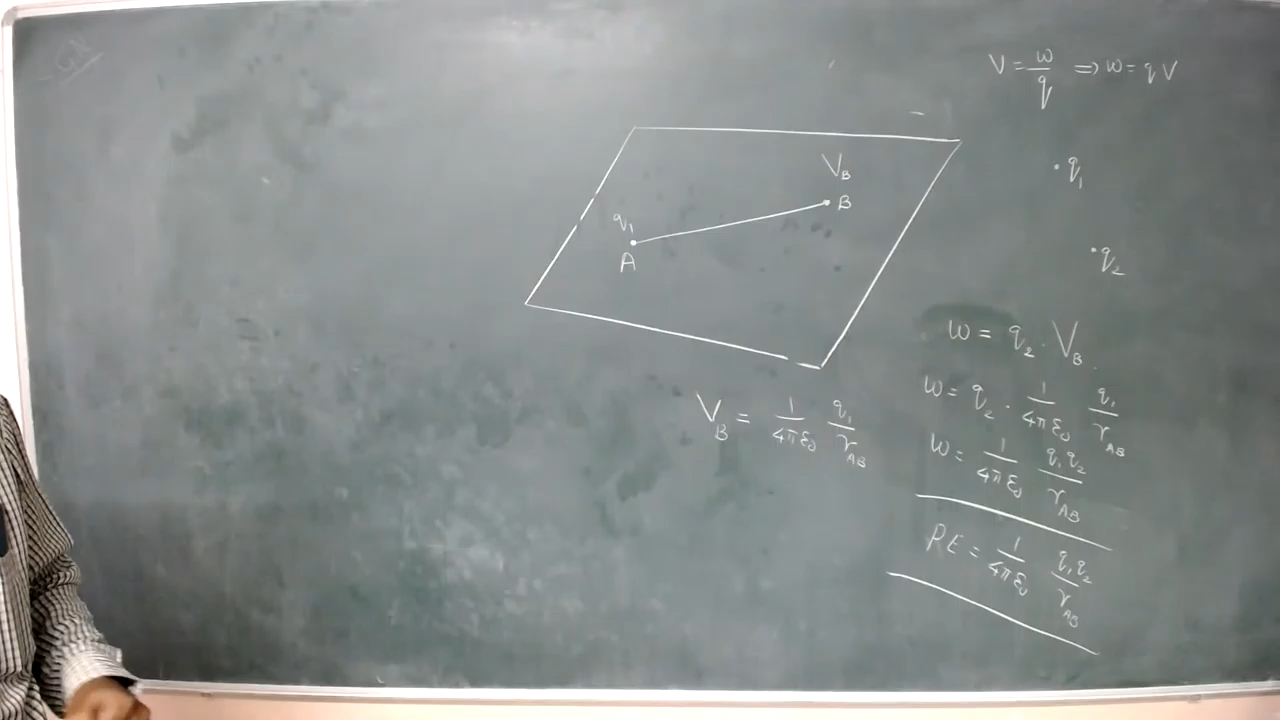 V = w/q ⇒ w = qV
q₁
q₂
V_B
B
q₁
A
V_B = 1/4πε₀ q₁/r_AB
W = q₂ · V_B
W = q₂ · 1/4πε₀ q₁/r_AB
W = 1/4πε₀ q₁q₂/r_AB
PE = 1/4πε₀ q₁q₂/r_AB